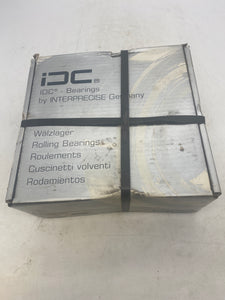 iDC®
IDC® - Bearings
by INTERPRECISE Germany
Wälzlager
Rolling Bearings
Roulements
Cuscinetti volventi
Rodamientos